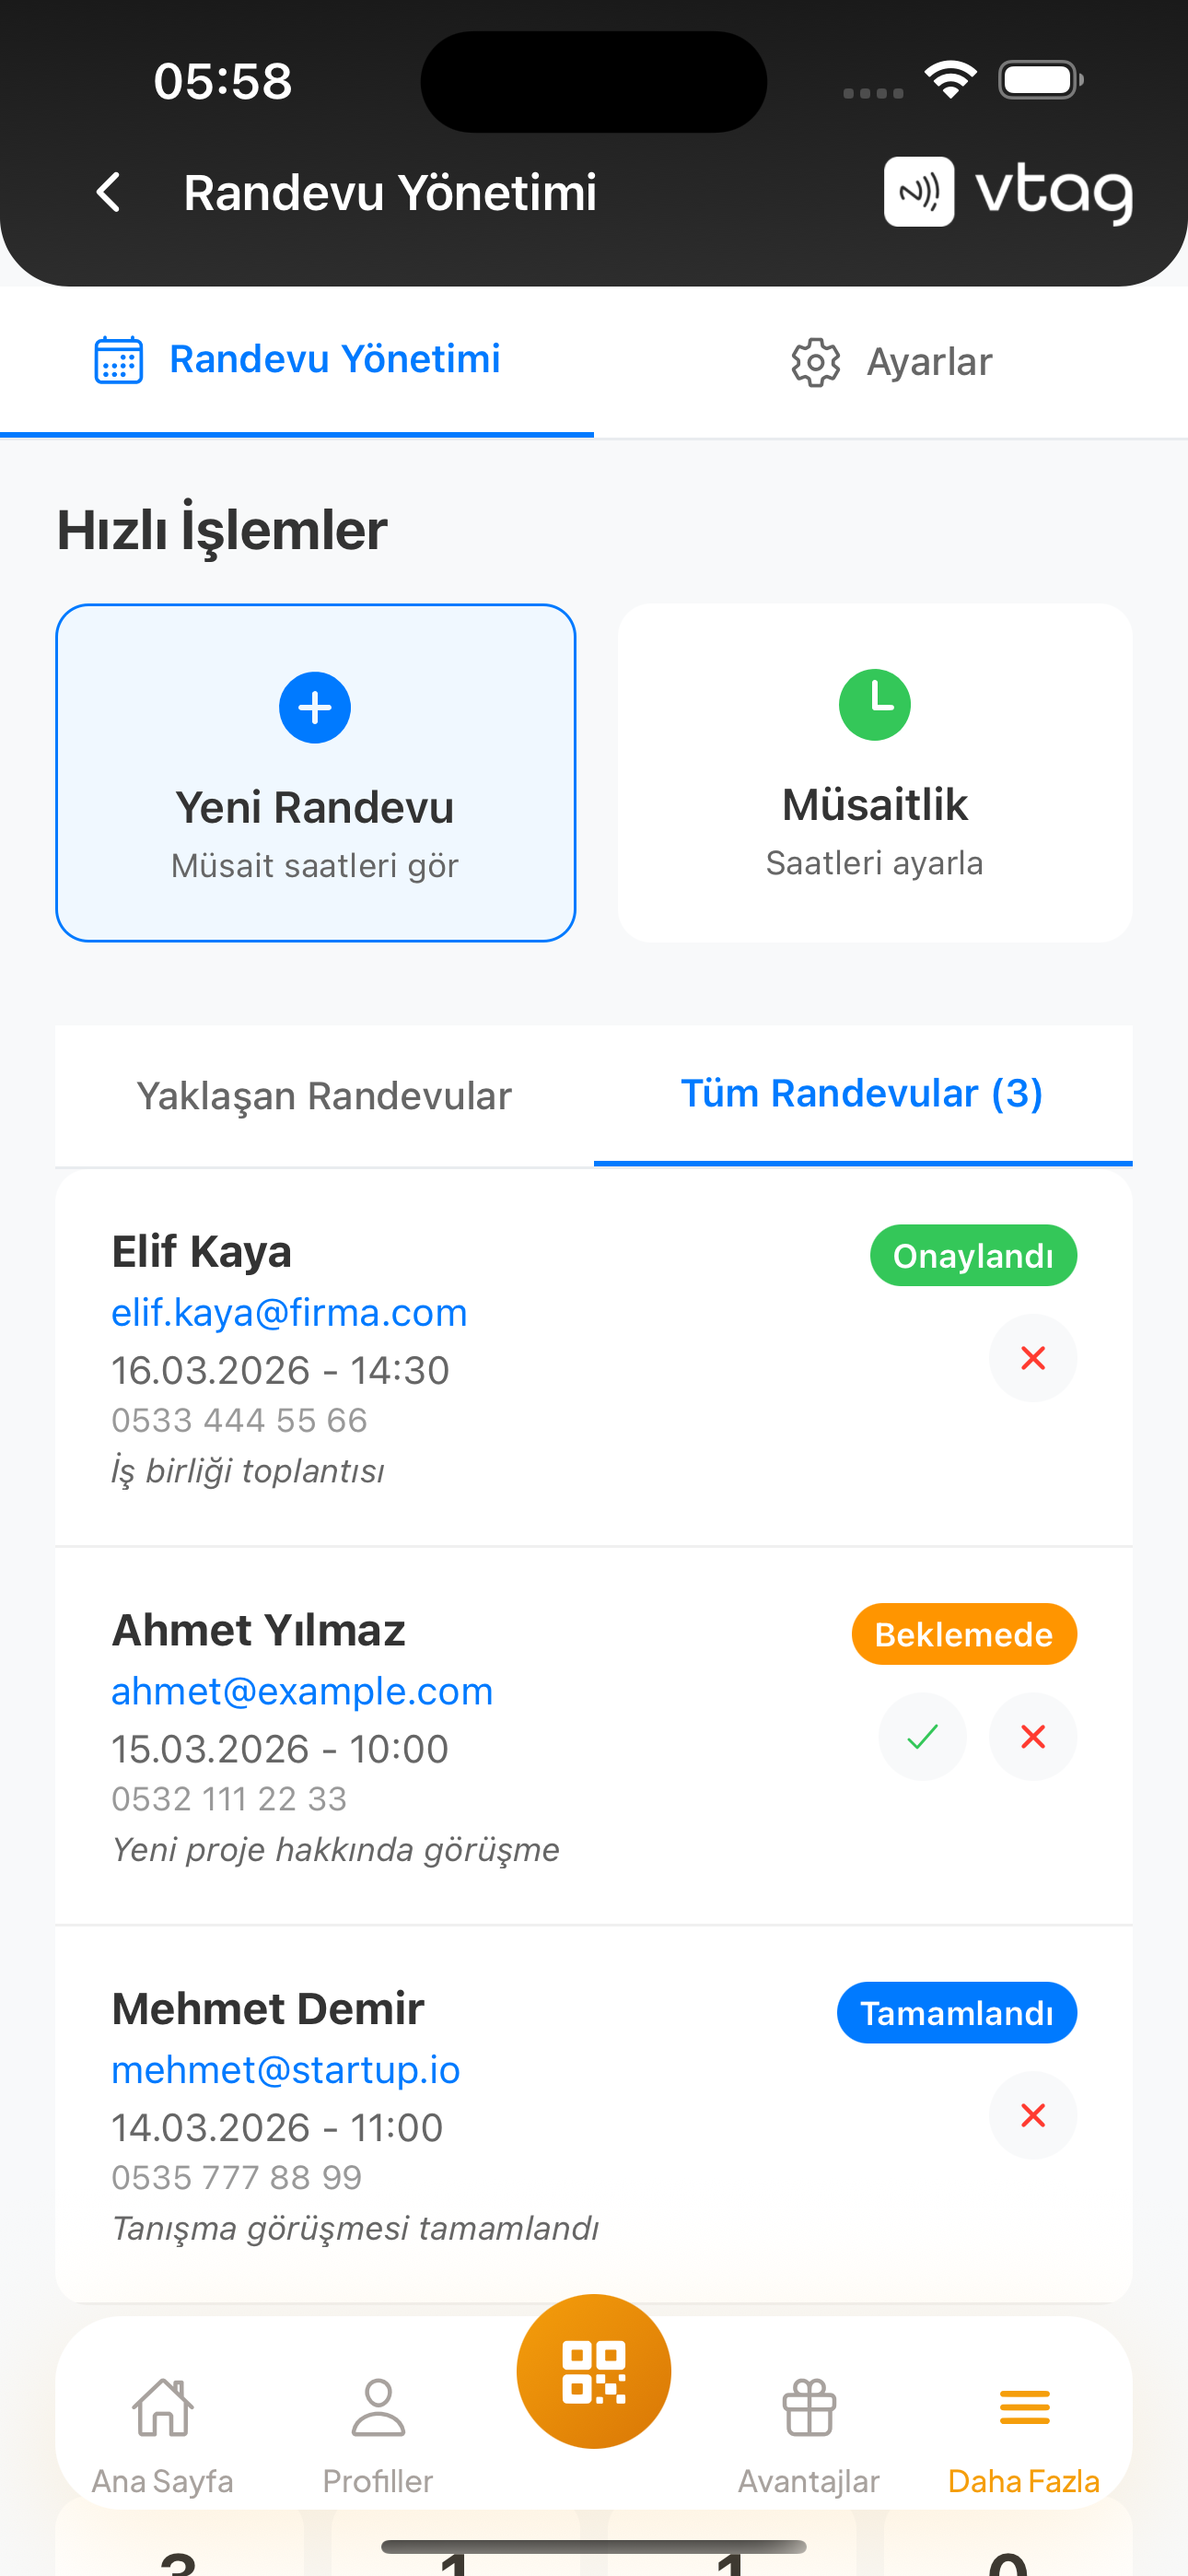 05:58
Randevu Yönetimi
vtag
Randevu Yönetimi
Ayarlar
Hızlı İşlemler
Yeni Randevu
Müsait saatleri gör
Müsaitlik
Saatleri ayarla
Yaklaşan Randevular
Tüm Randevular (3)
Elif Kaya
Onaylandı
elif.kaya@firma.com
16.03.2026 - 14:30
0533 444 55 66
İş birliği toplantısı
Ahmet Yılmaz
Beklemede
ahmet@example.com
15.03.2026 - 10:00
0532 111 22 33
Yeni proje hakkında görüşme
Mehmet Demir
Tamamlandı
mehmet@startup.io
14.03.2026 - 11:00
0535 777 88 99
Tanışma görüşmesi tamamlandı
Ana Sayfa
Profiller
Avantajlar
Daha Fazla
3
1
1
0